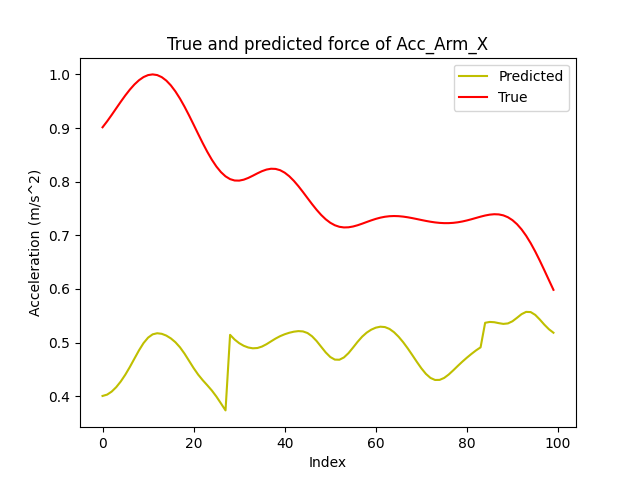 True and predicted force of Acc_Arm_X
Predicted
True
Acceleration (m/s^2)
1.0
0.9
0.8
0.7
0.6
0.5
0.4
0 20 40 60 80 100
Index